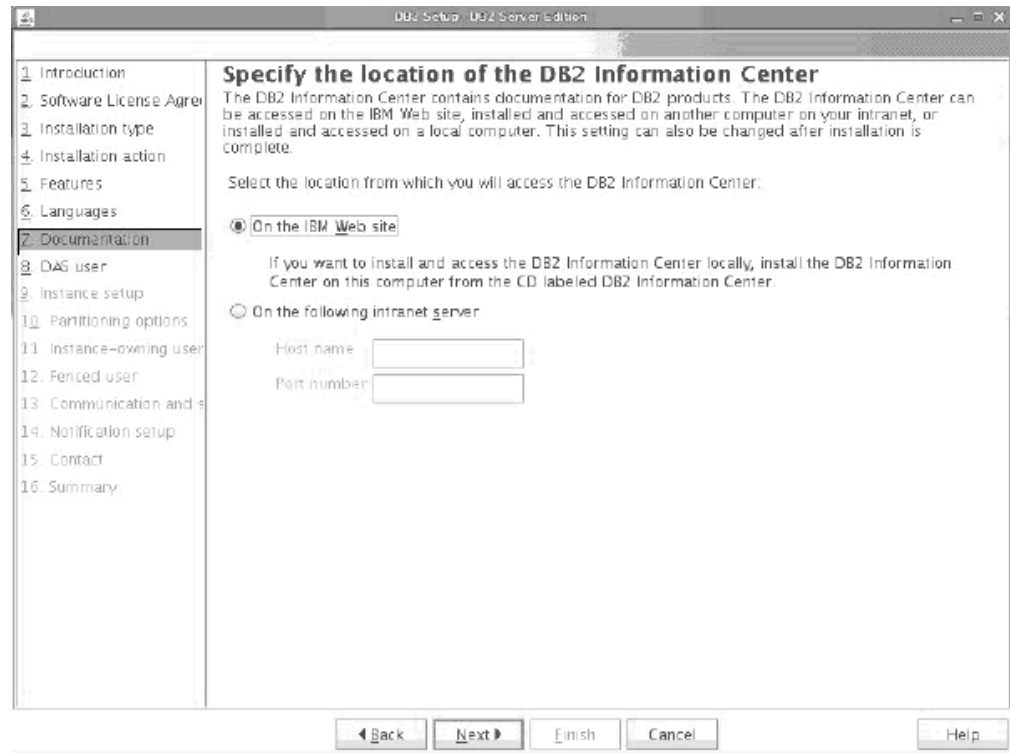 DB2 Setup - DB2 Server Edition
1. Introduction
2. Software License Agree
3. Installation type
4. Installation action
5. Features
6. Languages
7. Documentation
8. DAS user
9. Instance setup
10. Partitioning options
11. Instance-owning user
12. Fenced user
13. Communication and s
14. Notification setup
15. Contact
16. Summary
Specify the location of the DB2 Information Center
The DB2 Information Center contains documentation for DB2 products. The DB2 Information Center can
be accessed on the IBM Web site, installed and accessed on another computer on your intranet, or
installed and accessed on a local computer. This setting can also be changed after installation is
complete.
Select the location from which you will access the DB2 Information Center:
On the IBM Web site
If you want to install and access the DB2 Information Center locally, install the DB2 Information
Center on this computer from the CD labeled DB2 Information Center.
On the following intranet server
Host name
Port number
Back Next Finish Cancel Help